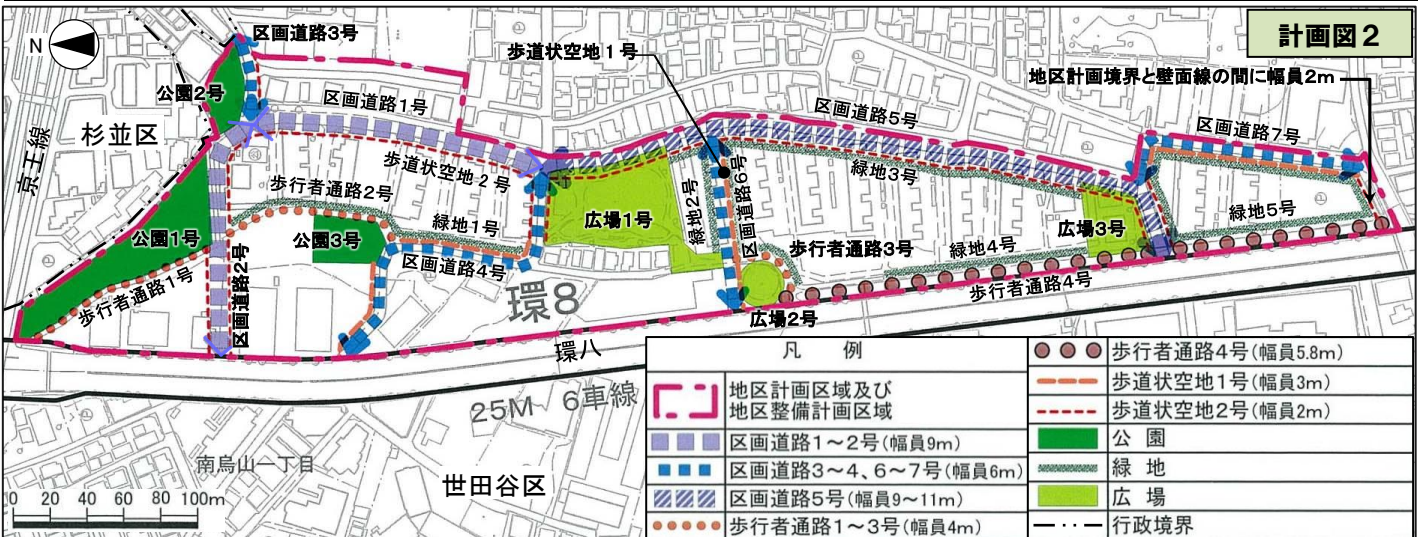 計画図2
N
区画道路3号
歩道状空地1号
地区計画境界と壁面線の間に幅員2m
公園2号
区画道路1号
区画道路5号
区画道路7号
京王線
杉並区
歩道状空地2号
歩行者通路2号
緑地3号
区画道路6号
緑地2号
緑地1号
広場1号
緑地5号
公園1号
公園3号
広場3号
歩行者通路3号
緑地4号
区画道路4号
歩行者通路1号
区画道路2号
歩行者通路4号
環8
広場2号
環八
25M 6車線
南烏山一丁目
世田谷区
0 20 40 60 80 100m
凡 例
地区計画区域及び
地区整備計画区域
区画道路1~2号(幅員9m)
区画道路3~4、6~7号(幅員6m)
区画道路5号(幅員9~11m)
歩行者通路1~3号(幅員4m)
歩行者通路4号(幅員5.8m)
歩道状空地1号(幅員3m)
歩道状空地2号(幅員2m)
公 園
緑 地
広 場
行政境界